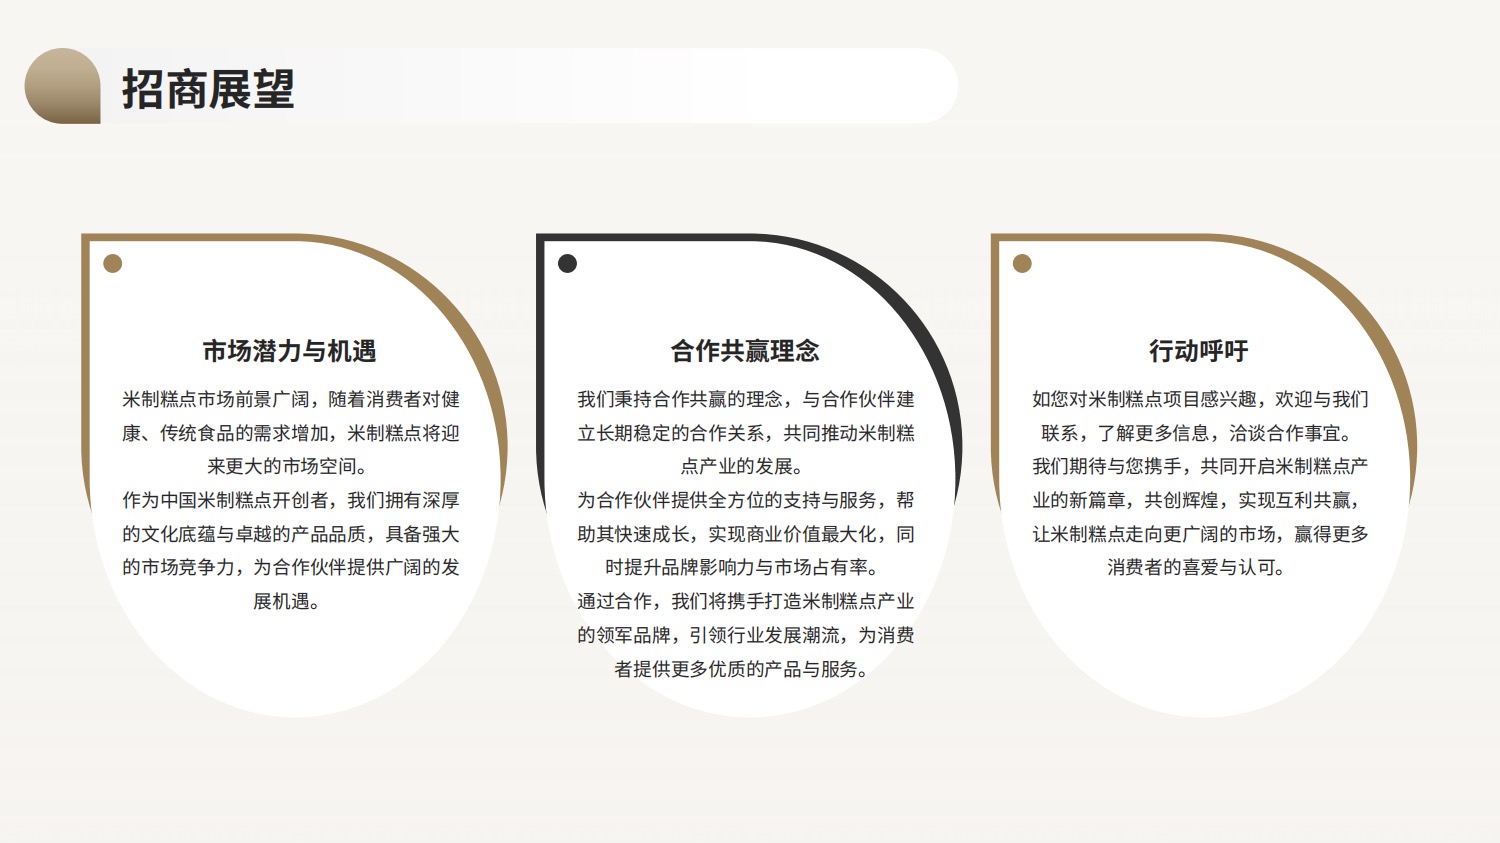 招商展望
市场潜力与机遇
米制糕点市场前景广阔，随着消费者对健
康、传统食品的需求增加，米制糕点将迎
来更大的市场空间。
作为中国米制糕点开创者，我们拥有深厚
的文化底蕴与卓越的产品品质，具备强大
的市场竞争力，为合作伙伴提供广阔的发
展机遇。
合作共赢理念
我们秉持合作共赢的理念，与合作伙伴建
立长期稳定的合作关系，共同推动米制糕
点产业的发展。
为合作伙伴提供全方位的支持与服务，帮
助其快速成长，实现商业价值最大化，同
时提升品牌影响力与市场占有率。
通过合作，我们将携手打造米制糕点产业
的领军品牌，引领行业发展潮流，为消费
者提供更多优质的产品与服务。
行动呼吁
如您对米制糕点项目感兴趣，欢迎与我们
联系，了解更多信息，洽谈合作事宜。
我们期待与您携手，共同开启米制糕点产
业的新篇章，共创辉煌，实现互利共赢，
让米制糕点走向更广阔的市场，赢得更多
消费者的喜爱与认可。